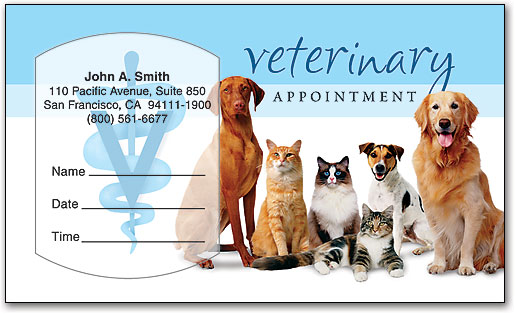 veterinary
APPOINTMENT
John A. Smith
110 Pacific Avenue, Suite 850
San Francisco, CA 94111-1900
(800) 561-6677
Name
Date
Time